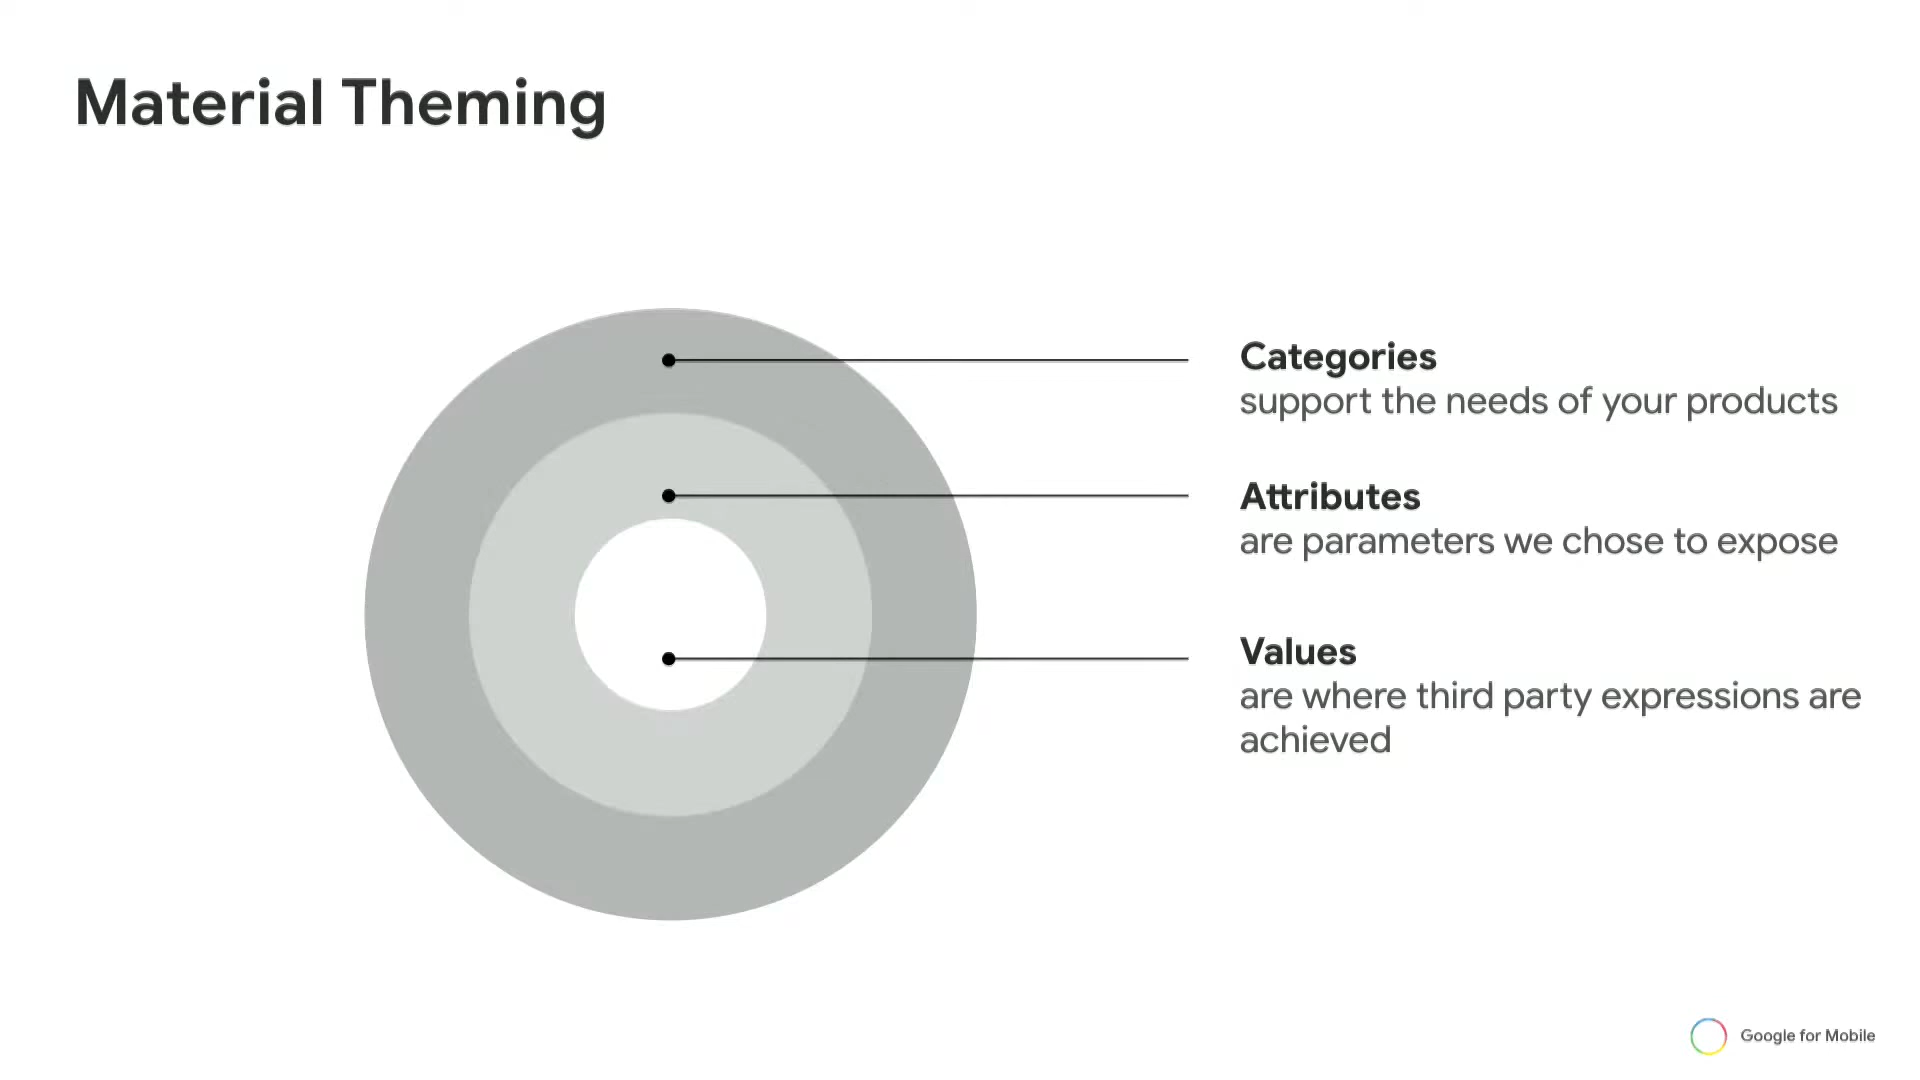 Material Theming
Categories
support the needs of your products
Attributes
are parameters we chose to expose
Values
are where third party expressions are
achieved
Google for Mobile